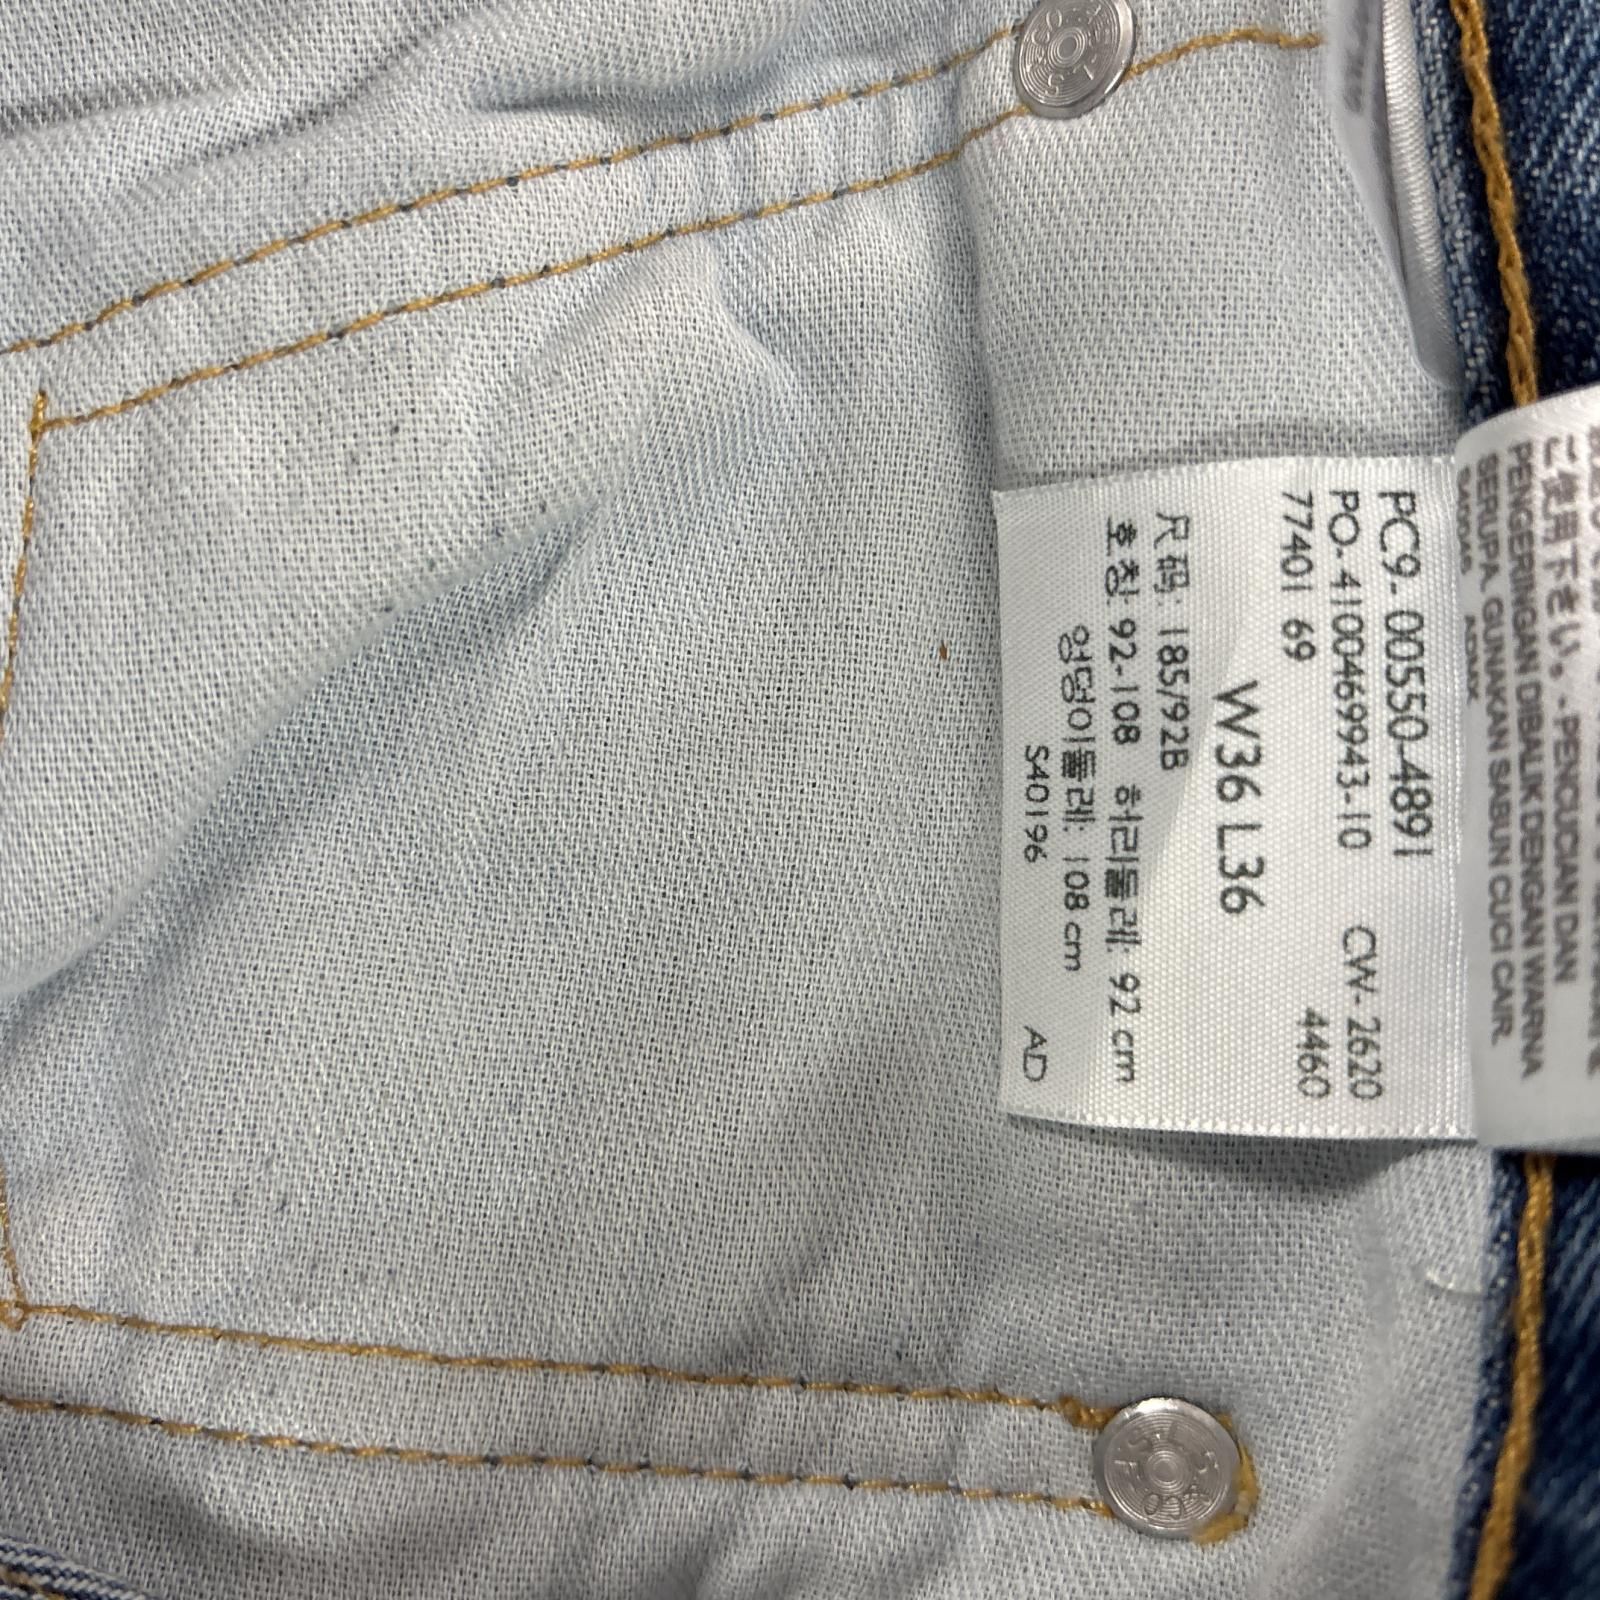 PC9-00550-4891
PO-4100469943-10 CW-2620
77401 69 4460
W36 L36
尺码: 185/92B
호칭 92-108 허리둘레: 92 cm
엉덩이둘레: 108 cm
S40196 AD
ご使用下さい。-PENCUCIAN DAN
PENGERINGAN DIBALIK DENGAN WARNA
SERUPA, GUNAKAN SABUN CUCI CAIR.